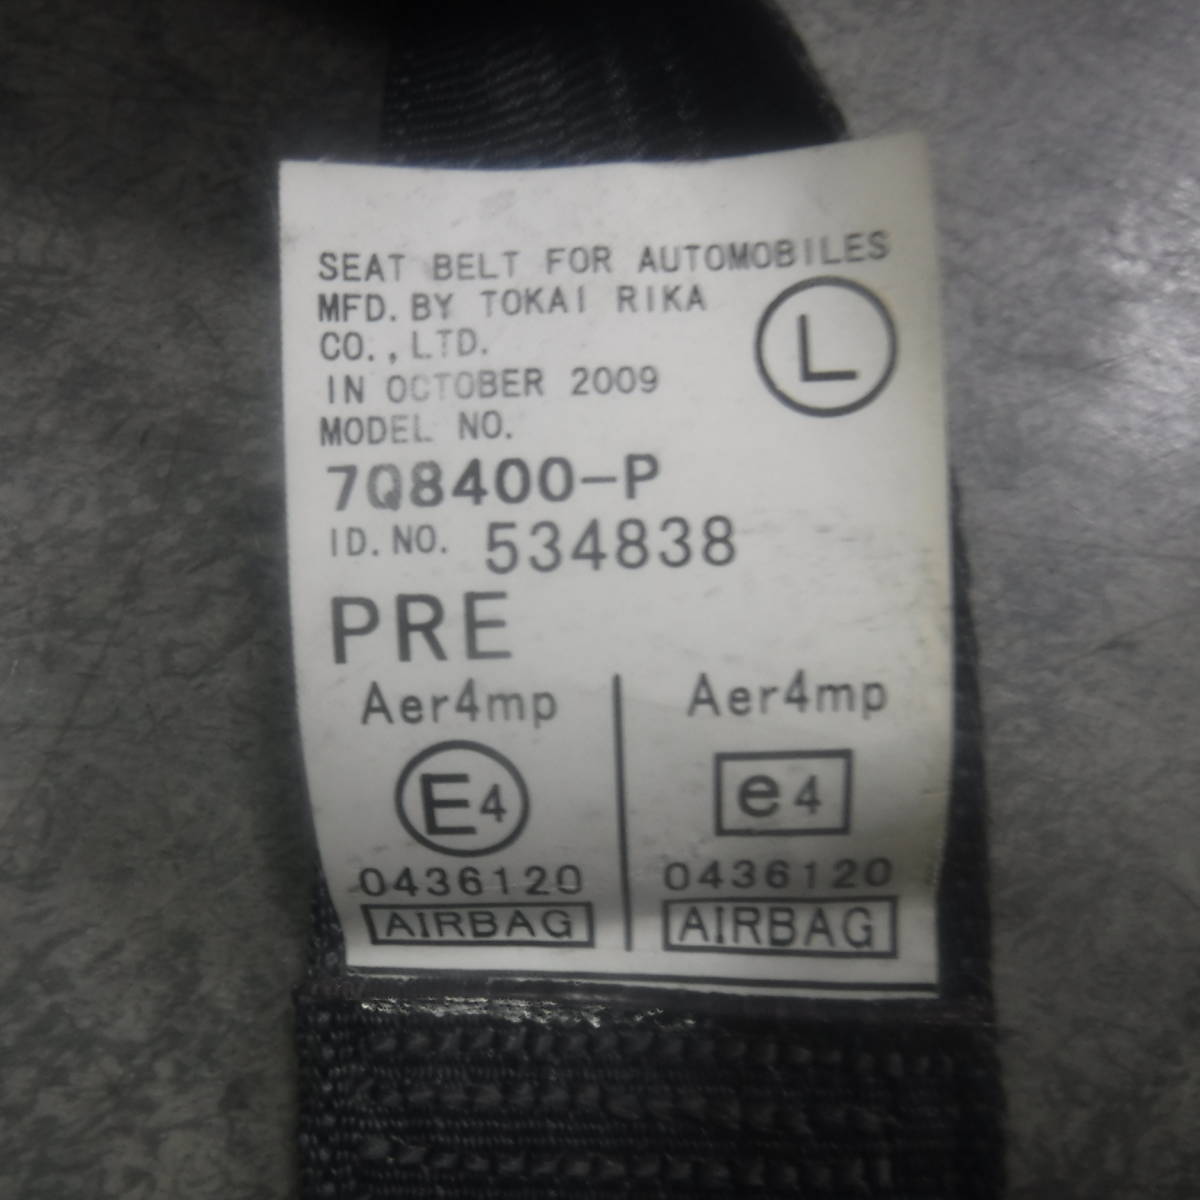 SEAT BELT FOR AUTOMOBILES
MFD. BY TOKAI RIKA
CO., LTD.
L
IN OCTOBER 2009
MODEL NO.
7Q8400-P
ID. NO. 534838
PRE
Aer4mp Aer4mp
E4 e4
0436120 0436120
AIRBAG AIRBAG